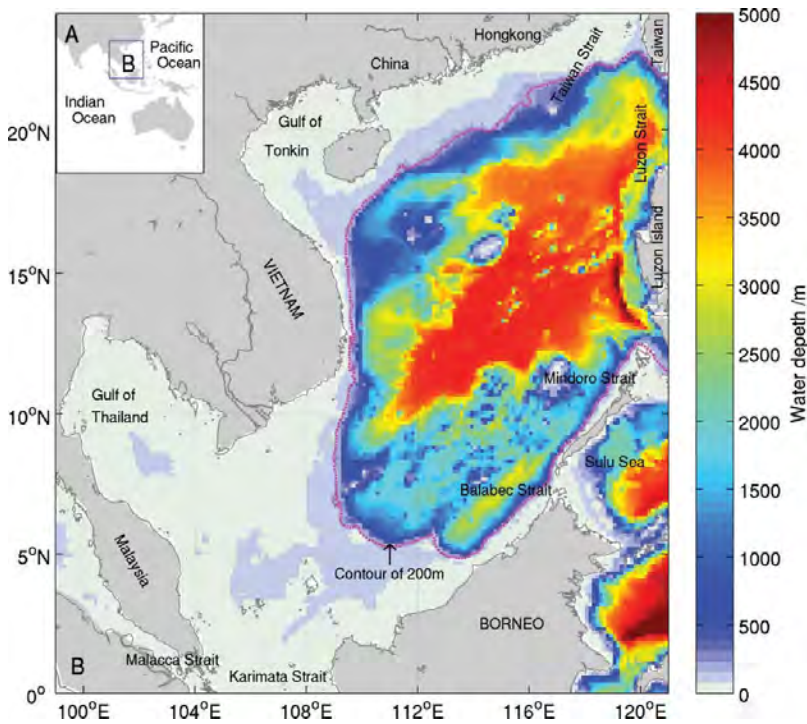 A
Pacific
Ocean
B
Indian
Ocean
Hongkong
China
Taiwan Strait
Taiwan
Gulf of
Tonkin
Luzon Strait
Luzon Island
VIETNAM
Gulf of
Thailand
Mindoro Strait
Sulu Sea
Balabec Strait
Malaysia
Contour of 200m
BORNEO
B
Malacca Strait
Karimata Strait
20°N
15°N
10°N
5°N
0°
100°E
104°E
108°E
112°E
116°E
120°E
5000
4500
4000
3500
3000
2500
2000
1500
1000
500
0
Water depeth /m